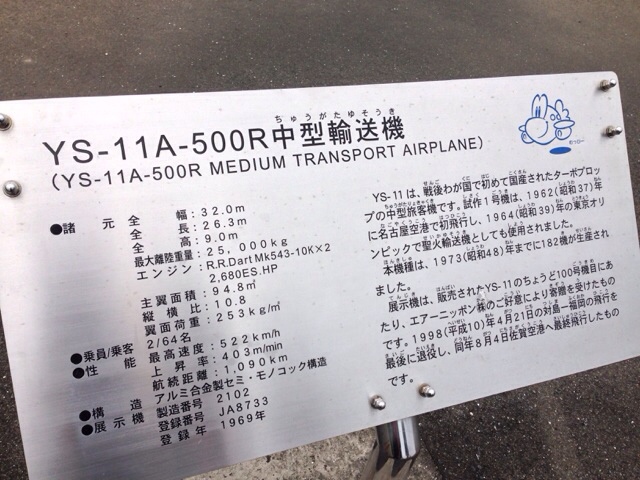 ちゅうがたゆそうき
YS-11A-500R中型輸送機
(YS-11A-500R MEDIUM TRANSPORT AIRPLANE)
●諸元 全幅:32.0m
全長:26.3m
全高:9.0m
最大離陸重量:25,000kg
エンジン:R.R.Dart Mk543-10K×2
2,680ES.HP
主翼面積:94.8㎡
縦横比:10.8
翼面荷重:253kg/㎡
●乗員/乗客 2/64名
●性能 最高速度:522km/h
上昇率:403m/min
航続距離:1,090km
●構造 アルミ合金製セミ・モノコック構造
●展示機 製造番号 2102
登録番号 JA8733
登録年 1969年
YS-11は、戦後わが国で初めて国産されたターボプロッ
プの中型旅客機です。試作1号機は、1962(昭和37)年
に名古屋空港で初飛行し、1964(昭和39)年の東京オリ
ンピックで聖火輸送機としても使用されました。
本機種は、1973(昭和48)年までに182機が生産され
ました。
展示機は、販売されたYS-11のちょうど100号機目にあ
たり、エアーニッポン㈱のご好意により寄贈を受けたもの
です。1998(平成10)年4月21日の対島ー福岡の飛行を
最後に退役し、同年8月4日佐賀空港へ最終飛行したもの
です。